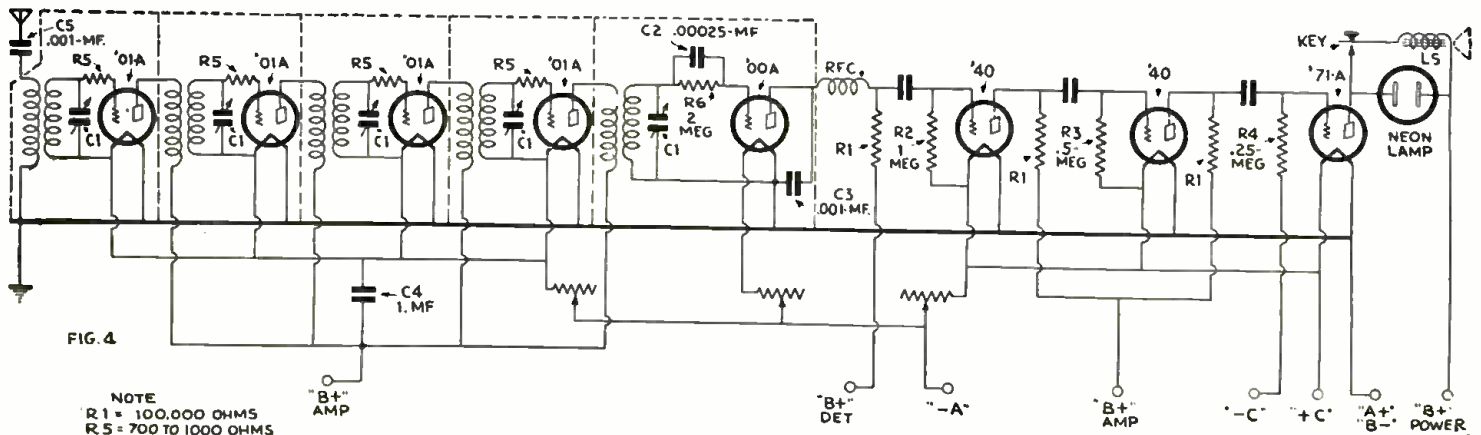 C5
.001-MF.
R5
'01-A
C1
R5
'01A
C1
R5
'01A
C1
R5
'01A
C1
C2 .00025-MF
R6
2
MEG
C1
'00A
C3
.001-MF.
RFC
R1
R2
1
MEG
'40
R1
R3
.5-
MEG
'40
R1
R4
.25-
MEG
'71-A
KEY
LS
NEON
LAMP
C4
1. MF
FIG. 4
NOTE
R1 = 100,000 OHMS
R5 = 700 TO 1000 OHMS
"B+"
AMP
"B+"
DET
"-A"
"B+"
AMP
"-C"
"+C"
"A+"
"B-"
"B+"
POWER